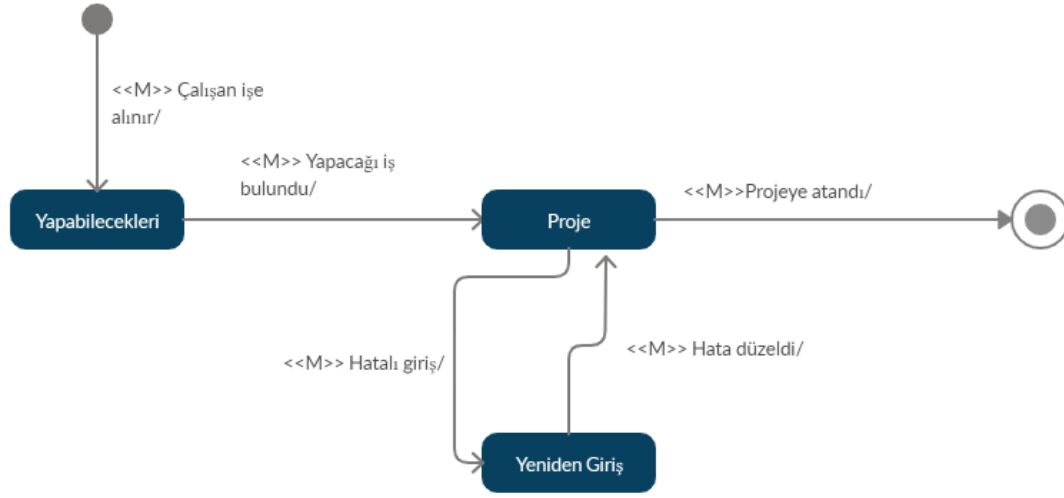 <<M>> Çalışan işe
alınır/
<<M>> Yapacağı iş
bulundu/
<<M>>Projeye atandı/
Yapabilecekleri
Proje
<<M>> Hatalı giriş/
<<M>> Hata düzeldi/
Yeniden Giriş